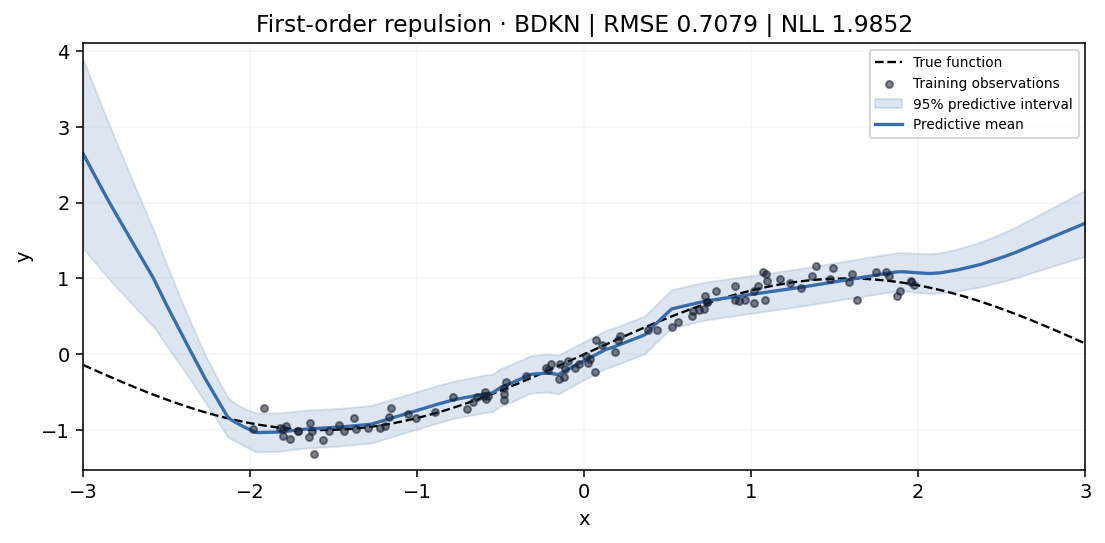 First-order repulsion · BDKN | RMSE 0.7079 | NLL 1.9852
True function
Training observations
95% predictive interval
Predictive mean
y
4
3
2
1
0
−1
−3
−2
−1
0
1
2
3
x